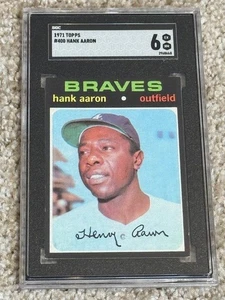 SGC
1971 TOPPS
#400 HANK AARON
6
BRAVES
hank aaron • outfield
Henry Aaron